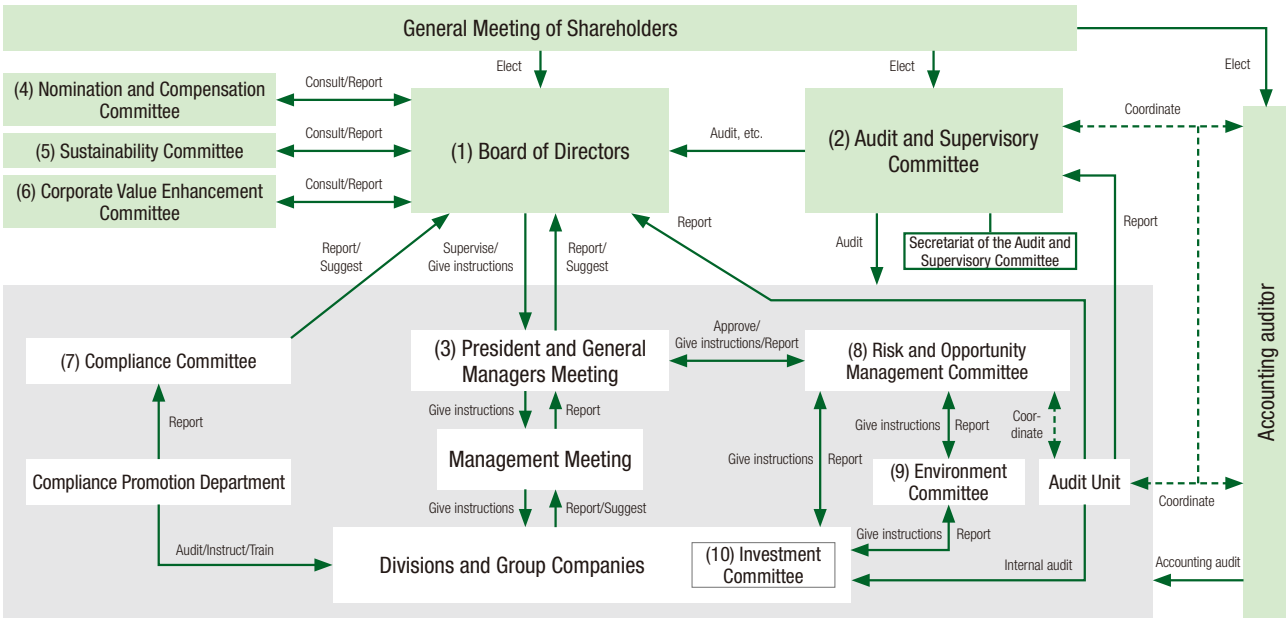 General Meeting of Shareholders
Elect
Elect
Elect
(4) Nomination and Compensation
Committee
Consult/Report
(5) Sustainability Committee
Consult/Report
(6) Corporate Value Enhancement
Committee
Consult/Report
(1) Board of Directors
Audit, etc.
(2) Audit and Supervisory
Committee
Coordinate
Report/
Suggest
Supervise/
Give instructions
Report/
Suggest
Report
Audit
Secretariat of the Audit and
Supervisory Committee
Report
Accounting auditor
(7) Compliance Committee
(3) President and General
Managers Meeting
Approve/
Give instructions/Report
(8) Risk and Opportunity
Management Committee
Report
Give instructions
Report
Give instructions
Report
Coor-
dinate
Compliance Promotion Department
Management Meeting
Give instructions
Report
(9) Environment
Committee
Audit Unit
Coordinate
Give instructions
Report/Suggest
Give instructions
Report
Audit/Instruct/Train
Divisions and Group Companies
(10) Investment
Committee
Internal audit
Accounting audit